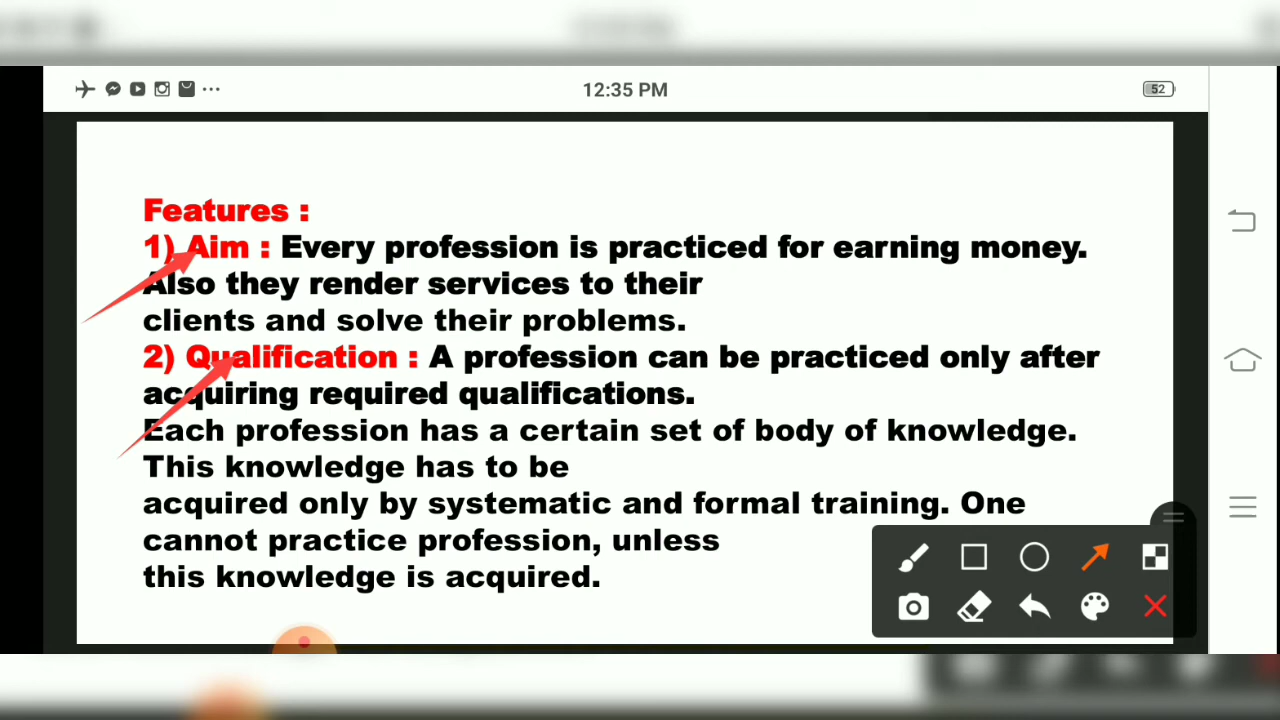 12:35 PM
52
Features :
1) Aim : Every profession is practiced for earning money.
Also they render services to their
clients and solve their problems.
2) Qualification : A profession can be practiced only after
acquiring required qualifications.
Each profession has a certain set of body of knowledge.
This knowledge has to be
acquired only by systematic and formal training. One
cannot practice profession, unless
this knowledge is acquired.